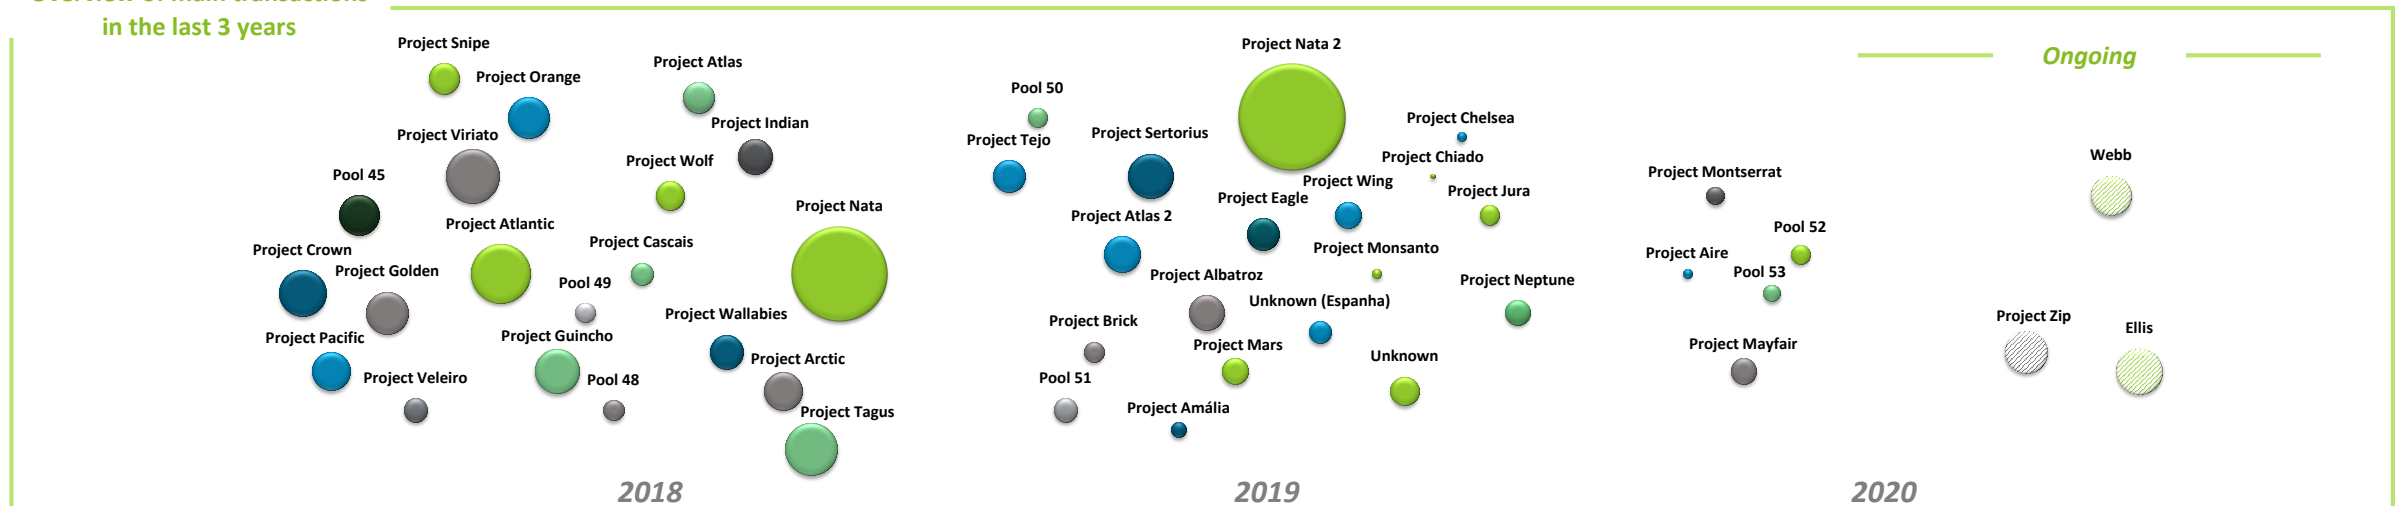 Overview of main transactions
in the last 3 years
Project Snipe
Project Orange
Project Atlas
Project Viriato
Project Indian
Project Wolf
Pool 45
Project Nata
Project Atlantic
Project Crown
Project Cascais
Project Golden
Pool 49
Project Wallabies
Project Pacific
Project Guincho
Project Arctic
Project Veleiro
Pool 48
Project Tagus
2018
Project Nata 2
Pool 50
Project Chelsea
Project Sertorius
Project Tejo
Project Chiado
Project Wing
Project Jura
Project Eagle
Project Atlas 2
Project Monsanto
Project Albatroz
Project Neptune
Unknown (Espanha)
Project Brick
Project Mars
Unknown
Pool 51
Project Amália
2019
Ongoing
Webb
Project Montserrat
Pool 52
Project Aire
Pool 53
Project Zip
Ellis
Project Mayfair
2020